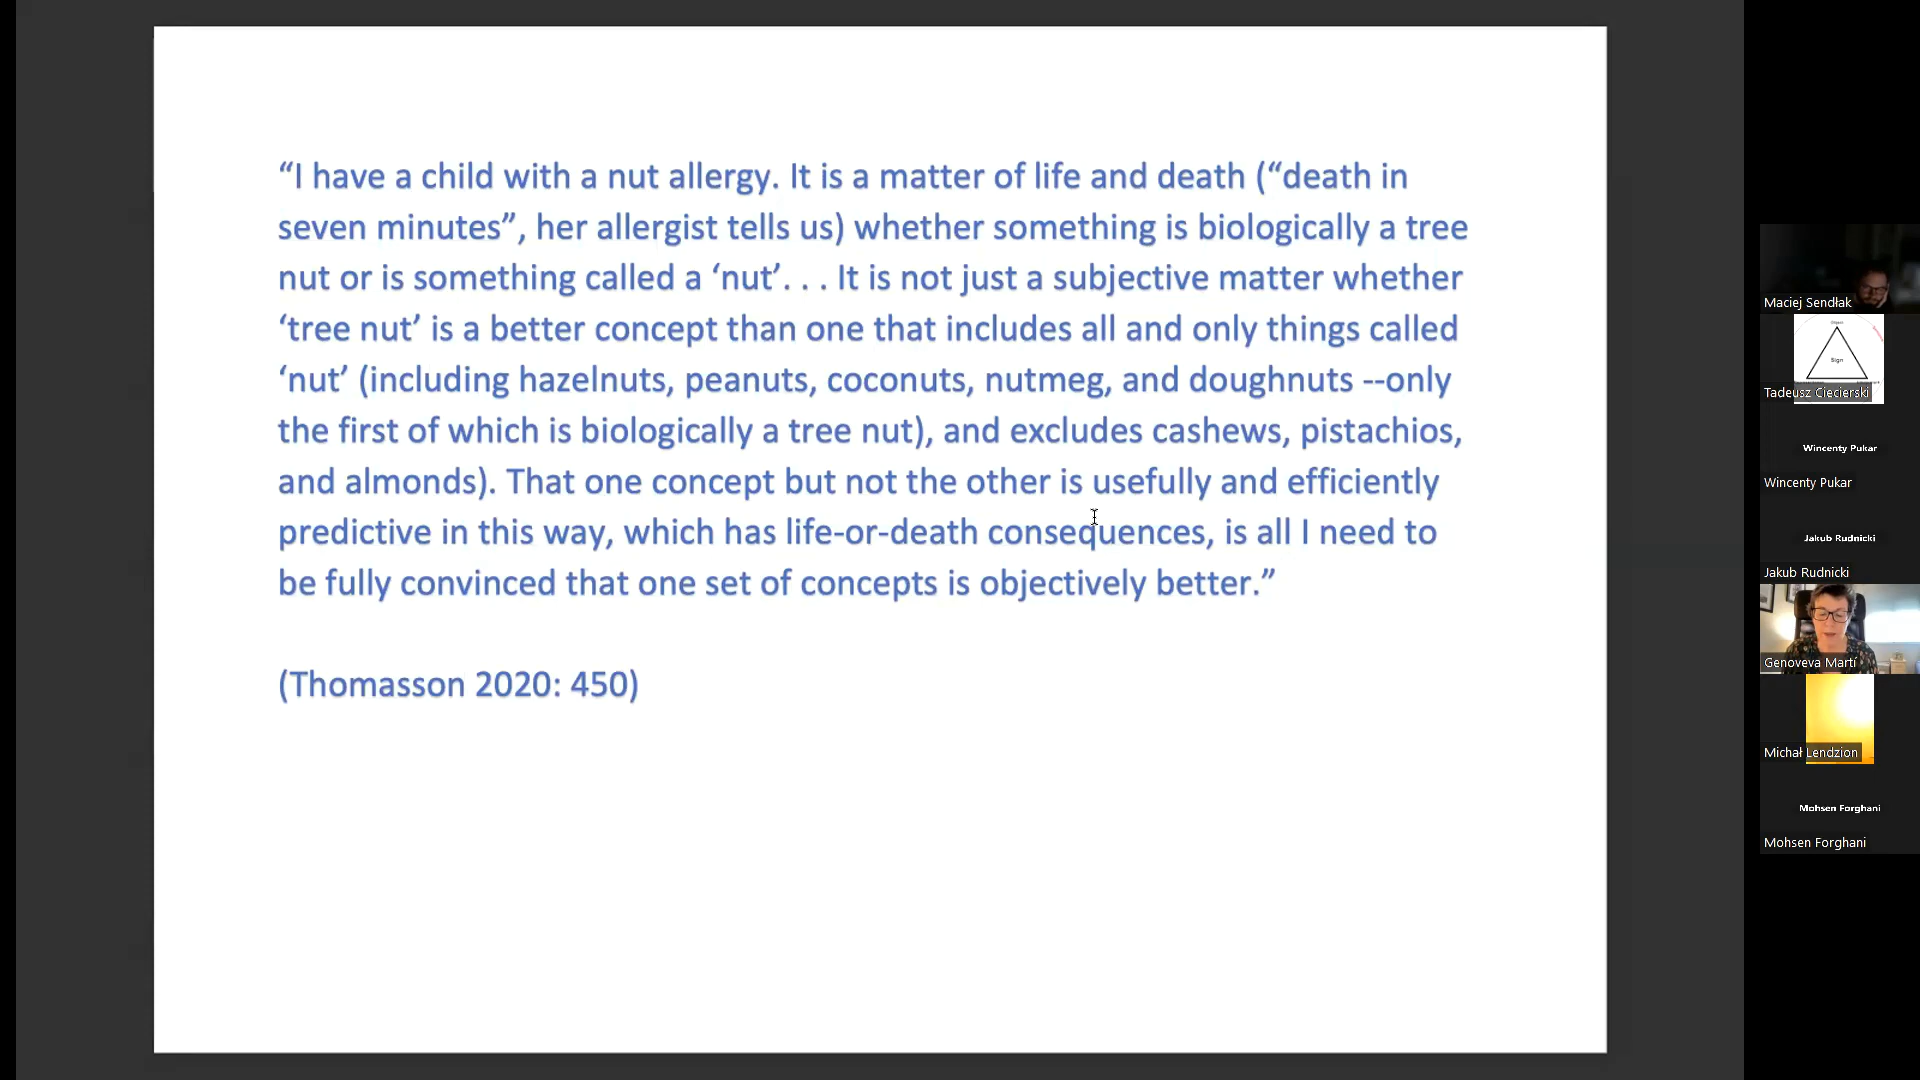 “I have a child with a nut allergy. It is a matter of life and death (“death in
seven minutes”, her allergist tells us) whether something is biologically a tree
nut or is something called a ‘nut’. . . It is not just a subjective matter whether
‘tree nut’ is a better concept than one that includes all and only things called
‘nut’ (including hazelnuts, peanuts, coconuts, nutmeg, and doughnuts --only
the first of which is biologically a tree nut), and excludes cashews, pistachios,
and almonds). That one concept but not the other is usefully and efficiently
predictive in this way, which has life-or-death consequences, is all I need to
be fully convinced that one set of concepts is objectively better.”
(Thomasson 2020: 450)
Maciej Sendłak
Object
Sign
Tadeusz Ciecierski
Wincenty Pukar
Wincenty Pukar
Jakub Rudnicki
Jakub Rudnicki
Genoveva Martí
Michał Lendzion
Mohsen Forghani
Mohsen Forghani